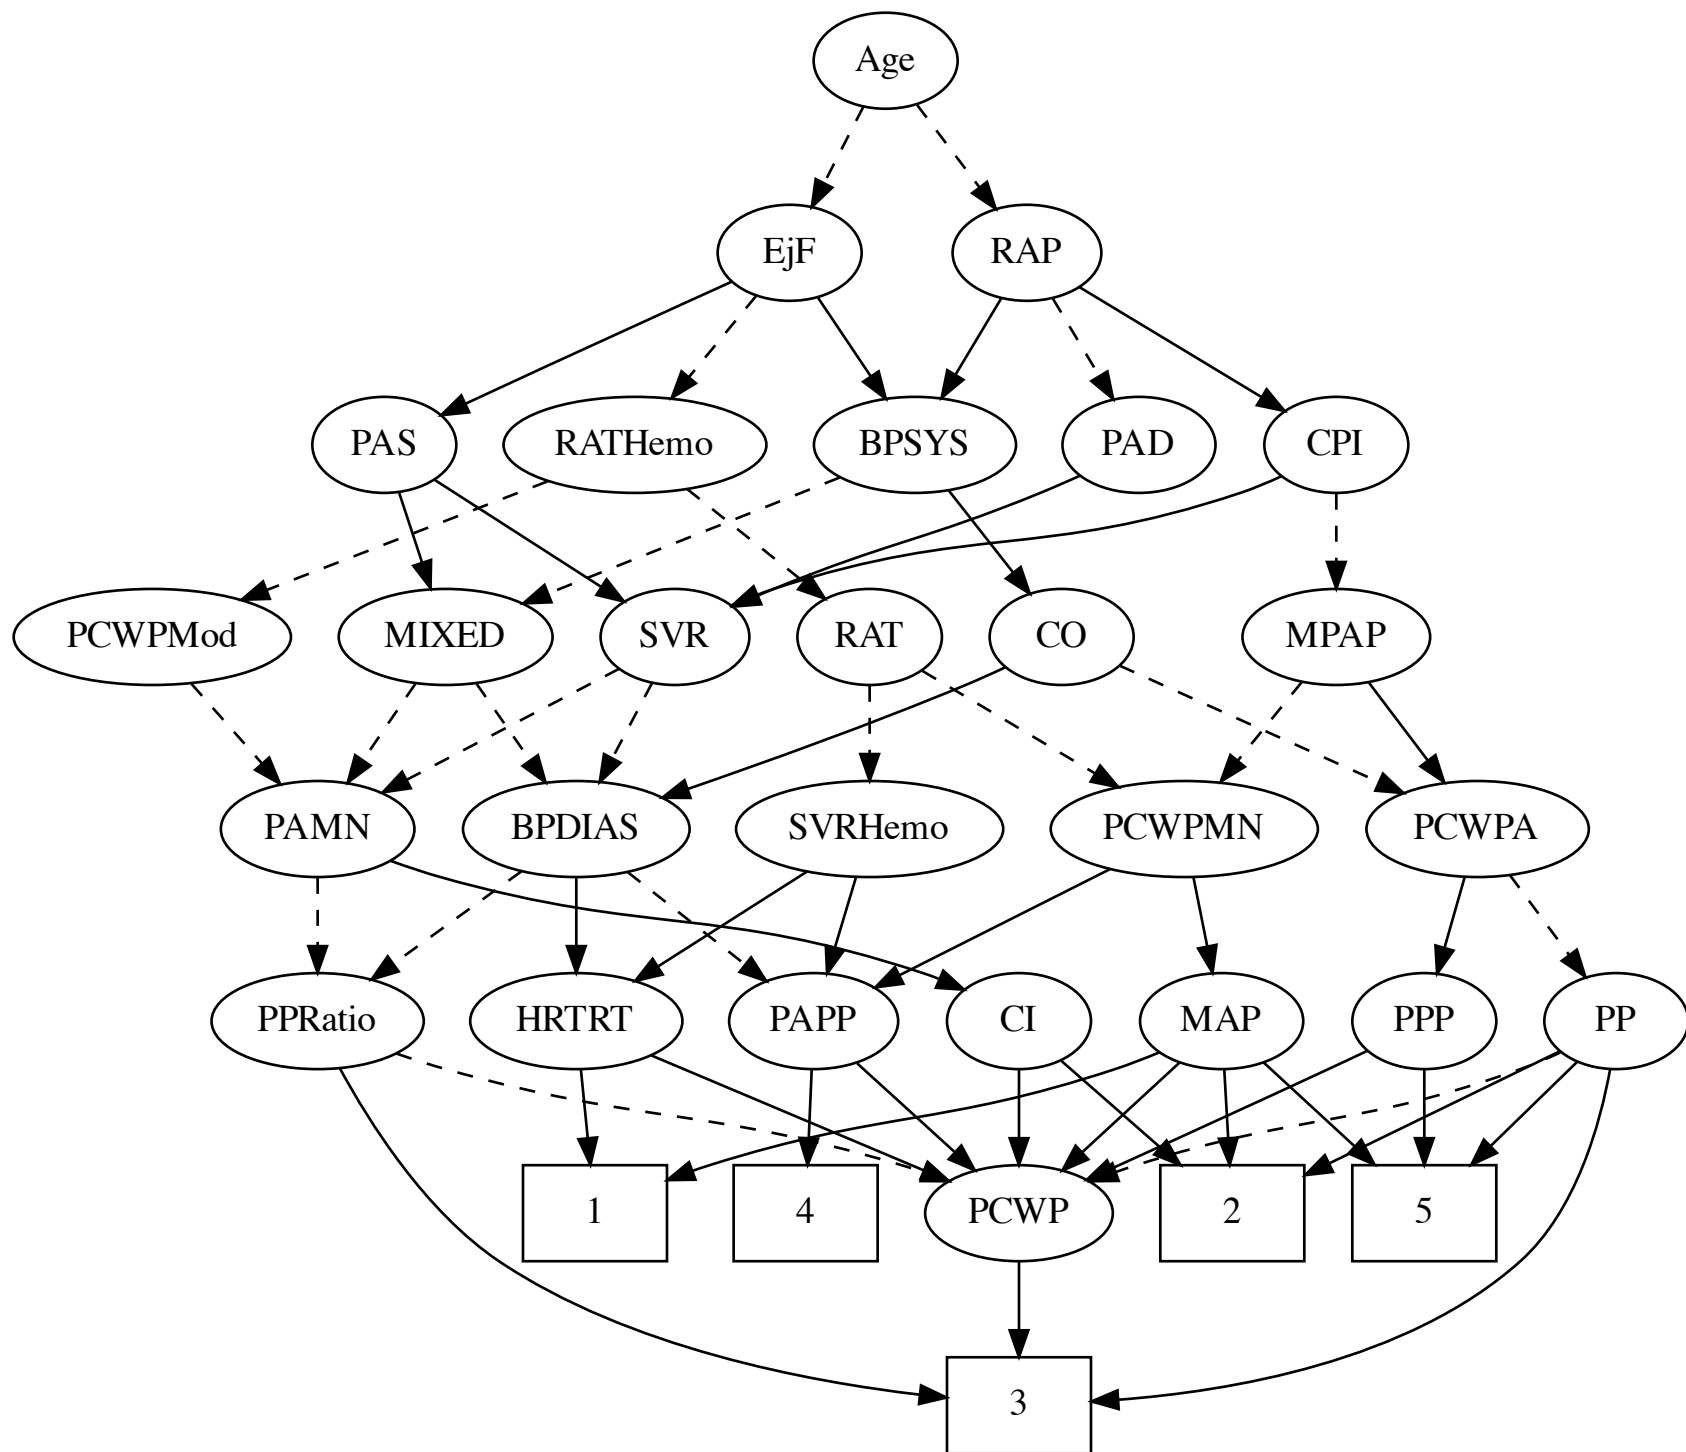 Age
EjF
RAP
PAS
RATHemo
BPSYS
PAD
CPI
PCWPMod
MIXED
SVR
RAT
CO
MPAP
PAMN
BPDIAS
SVRHemo
PCWPMN
PCWPA
PPRatio
HRTRT
PAPP
CI
MAP
PPP
PP
1
4
PCWP
2
5
3